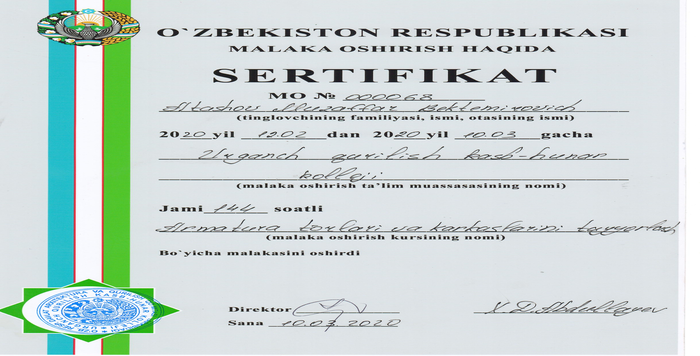 O`ZBEKISTON RESPUBLIKASI
MALAKA OSHIRISH HAQIDA
SERTIFIKAT
MO № 000068
Atashov Muzaffar Bektemirovich
(tinglovchining familiyasi, ismi, otasining ismi)
2020 yil 19.02 dan 2020 yil 10.03 gacha
Urganch qurilish kasb-hunar
kolleji
(malaka oshirish ta’lim muassasasining nomi)
Jami 144 soatli
Armatura torlari va karkaslarini tayyorlash
(malaka oshirish kursining nomi)
Bo‘yicha malakasini oshirdi
Direktor X.D.Abdullayev
Sana 10.03 2020